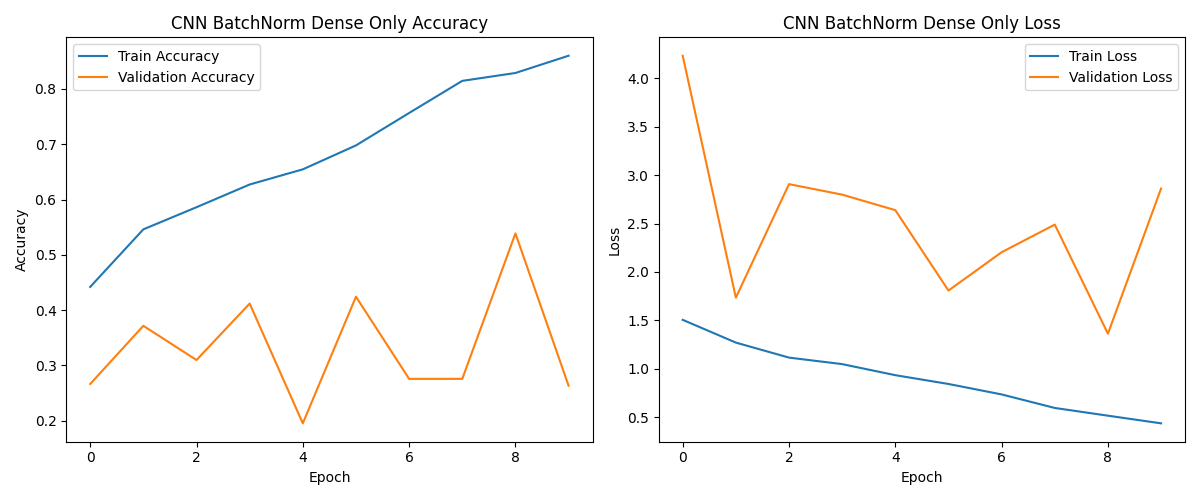 CNN BatchNorm Dense Only Accuracy
Train Accuracy
Validation Accuracy
0.8
0.7
0.6
0.5
0.4
0.3
0.2
Accuracy
0 2 4 6 8
Epoch
CNN BatchNorm Dense Only Loss
Train Loss
Validation Loss
4.0
3.5
3.0
2.5
2.0
1.5
1.0
0.5
Loss
0 2 4 6 8
Epoch